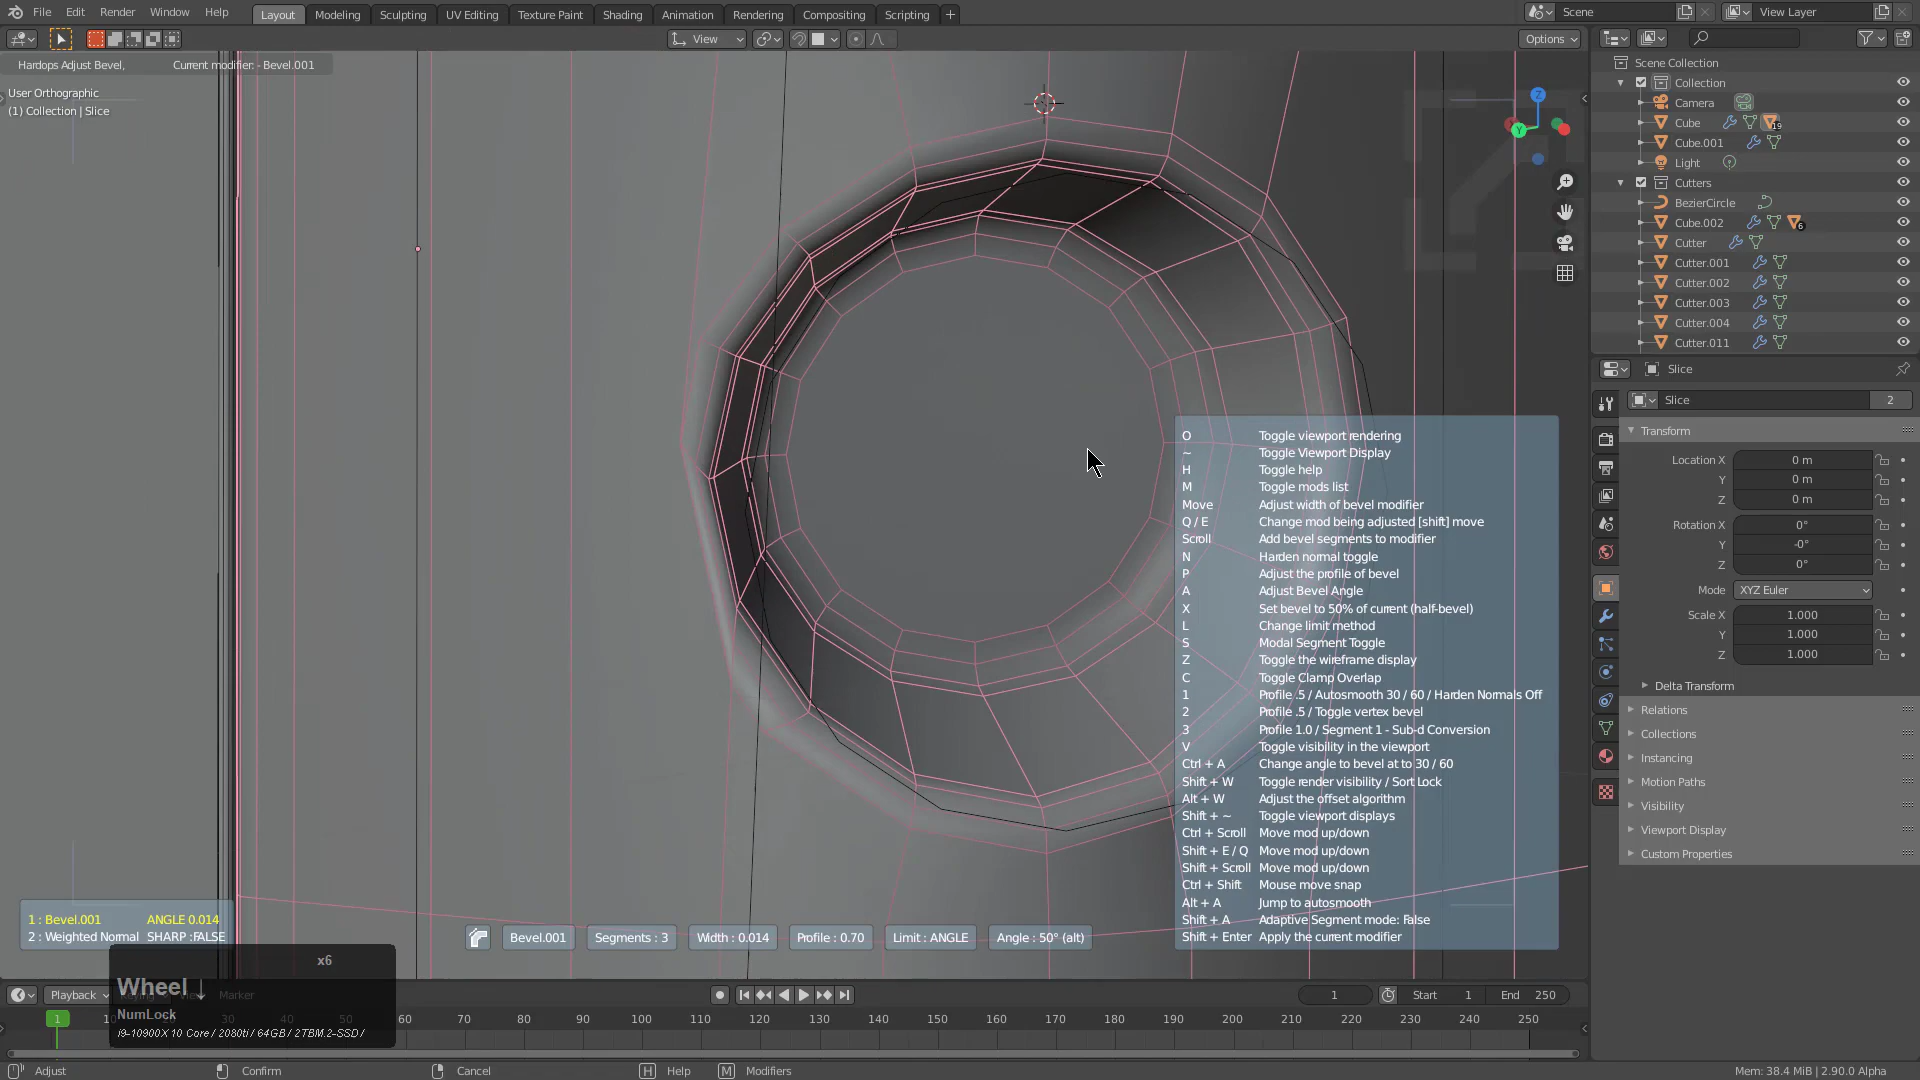 File Edit Render Window Help Layout Modeling Sculpting UV Editing Texture Paint Shading Animation Rendering Compositing Scripting + Scene View Layer
View Options
Hardops Adjust Bevel, Current modifier: - Bevel.001
User Orthographic
(1) Collection | Slice
Z
Y
Scene Collection
Collection
Camera
Cube 19
Cube.001
Light
Cutters
BezierCircle
Cube.002 6
Cutter
Cutter.001
Cutter.002
Cutter.003
Cutter.004
Cutter.011
Slice
Slice 2
Transform
Location X 0 m
Y 0 m
Z 0 m
Rotation X 0°
Y -0°
Z 0°
Mode XYZ Euler
Scale X 1.000
Y 1.000
Z 1.000
Delta Transform
Relations
Collections
Instancing
Motion Paths
Visibility
Viewport Display
Custom Properties
O Toggle viewport rendering
~ Toggle Viewport Display
H Toggle help
M Toggle mods list
Move Adjust width of bevel modifier
Q / E Change mod being adjusted [shift] move
Scroll Add bevel segments to modifier
N Harden normal toggle
P Adjust the profile of bevel
A Adjust Bevel Angle
X Set bevel to 50% of current (half-bevel)
L Change limit method
S Modal Segment Toggle
Z Toggle the wireframe display
C Toggle Clamp Overlap
1 Profile .5 / Autosmooth 30 / 60 / Harden Normals Off
2 Profile .5 / Toggle vertex bevel
3 Profile 1.0 / Segment 1 - Sub-d Conversion
V Toggle visibility in the viewport
Ctrl + A Change angle to bevel at to 30 / 60
Shift + W Toggle render visibility / Sort Lock
Alt + W Adjust the offset algorithm
Shift + ~ Toggle viewport displays
Ctrl + Scroll Move mod up/down
Shift + E / Q Move mod up/down
Shift + Scroll Move mod up/down
Ctrl + Shift Mouse move snap
Alt + A Jump to autosmooth
Shift + A Adaptive Segment mode: False
Shift + Enter Apply the current modifier
1 : Bevel.001 ANGLE 0.014
2 : Weighted Normal SHARP :FALSE
Bevel.001 Segments : 3 Width : 0.014 Profile : 0.70 Limit : ANGLE Angle : 50° (alt)
x6
Wheel ↓
NumLock
i9-10900X 10 Core / 2080ti / 64GB / 2TBM.2-SSD /
Playback Keying View Marker 1 Start 1 End 250
1 10 60 70 80 90 100 110 120 130 140 150 160 170 180 190 200 210 220 230 240 250
Adjust Confirm Cancel H Help M Modifiers Mem: 38.4 MiB | 2.90.0 Alpha